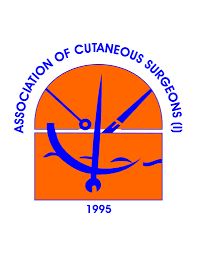 ASSOCIATION OF CUTANEOUS SURGEONS (I)
1995